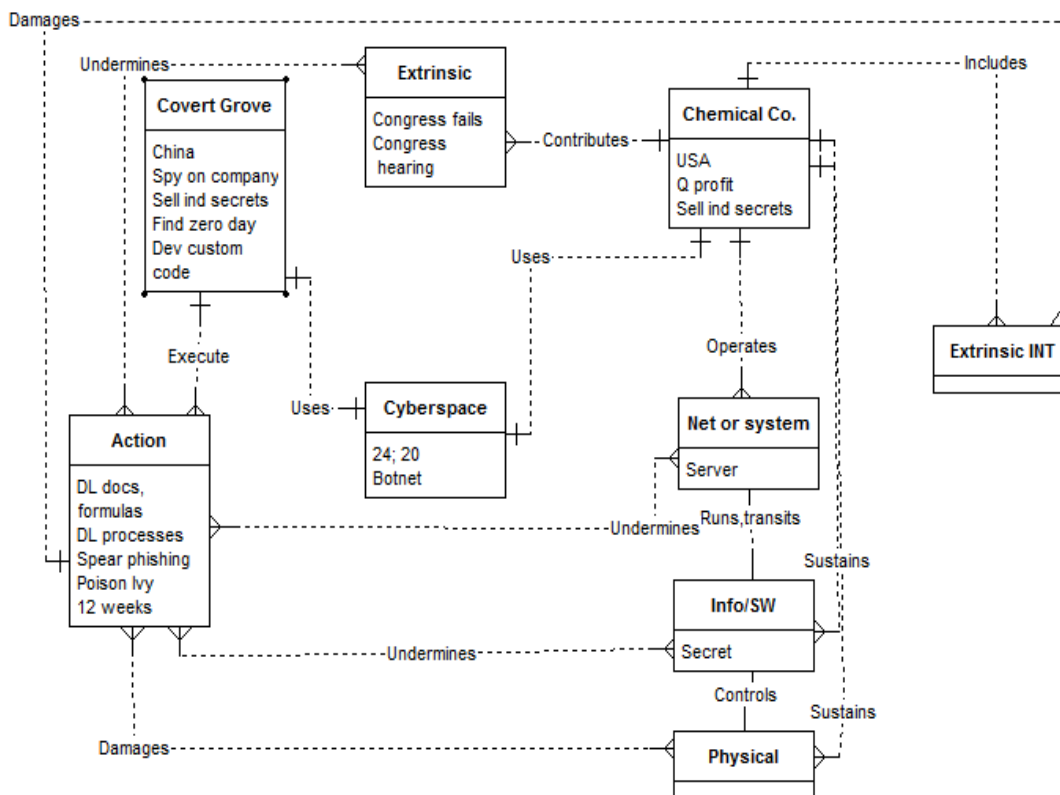 Damages
Undermines
Extrinsic
Congress fails
Congress
hearing
Includes
Covert Grove
China
Spy on company
Sell ind secrets
Find zero day
Dev custom
code
Contributes
Chemical Co.
USA
Q profit
Sell ind secrets
Uses
Extrinsic INT
Execute
Operates
Uses
Cyberspace
24; 20
Botnet
Net or system
Server
Action
DL docs,
formulas
DL processes
Spear phishing
Poison Ivy
12 weeks
Undermines
Runs,transits
Sustains
Info/SW
Secret
Undermines
Controls
Sustains
Damages
Physical